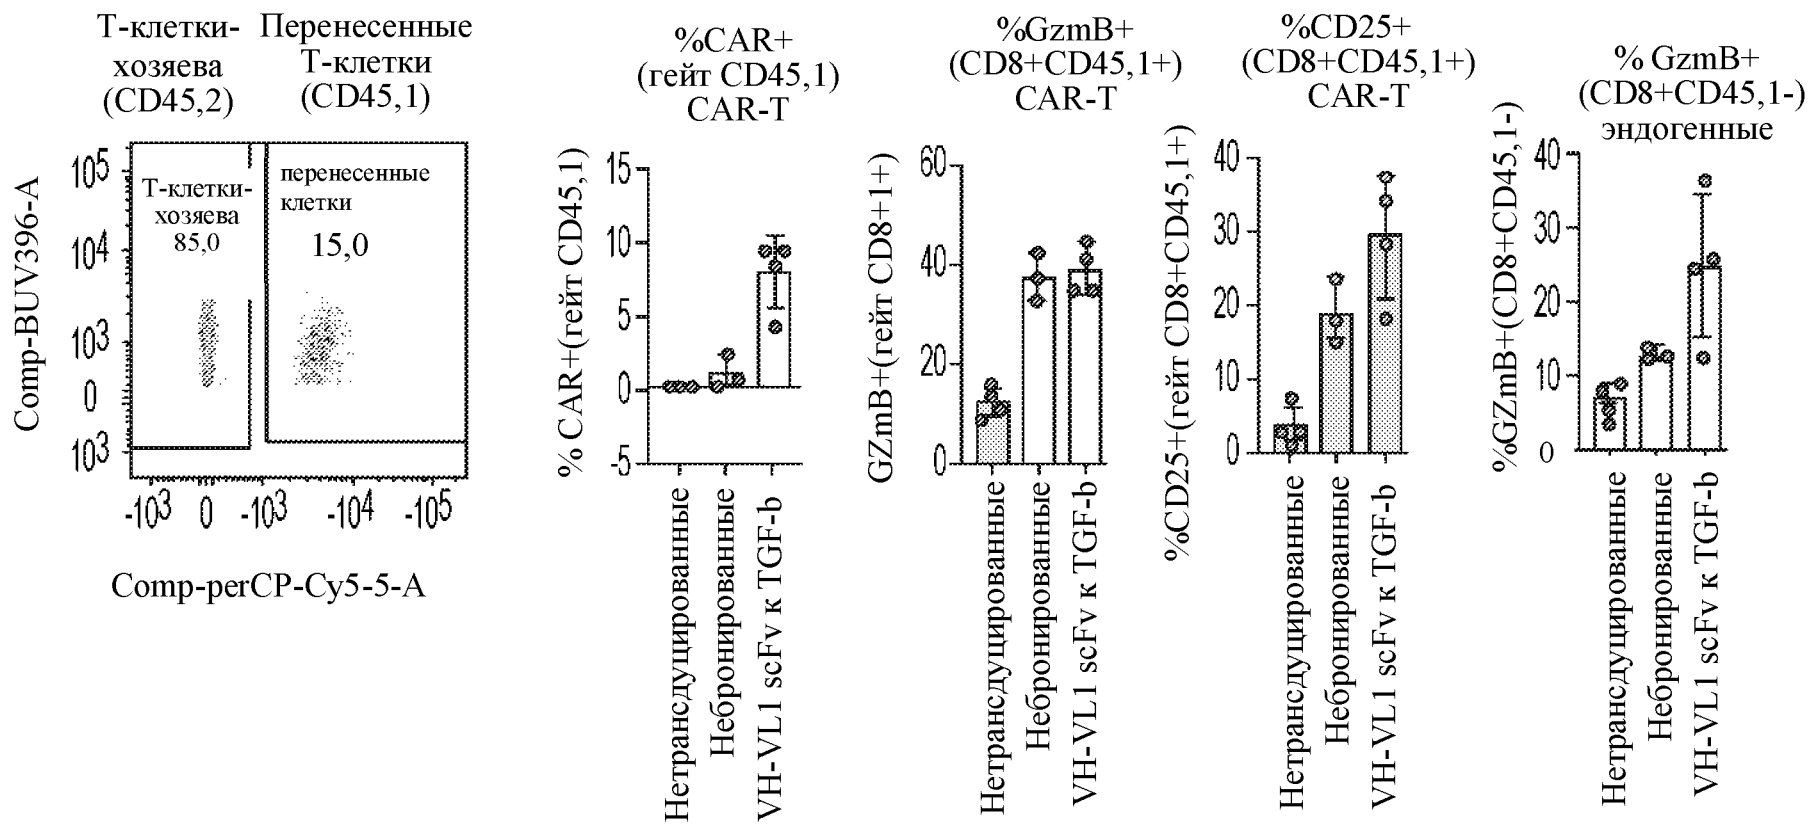 Т-клетки-
хозяева
(CD45,2)
Перенесенные
Т-клетки
(CD45,1)
Comp-BUV396-A
10⁵
10⁴
10³
0
10³
Т-клетки-
хозяева
85,0
перенесенные
клетки
15,0
-10³ 0 -10³ -10⁴ -10⁵
Comp-perCP-Cy5-5-A
%CAR+
(гейт CD45,1)
CAR-T
% CAR+(гейт CD45,1)
15
10
5
0
-5
Нетрансдуцированные
Небронированные
VH-VL1 scFv к TGF-b
%GzmB+
(CD8+CD45,1+)
CAR-T
GZmB+(гейт CD8+1+)
60
40
20
0
Нетрансдуцированные
Небронированные
VH-VL1 scFv к TGF-b
%CD25+
(CD8+CD45,1+)
CAR-T
%CD25+(гейт CD8+CD45,1+)
40
30
20
10
0
Нетрансдуцированные
Небронированные
VH-VL1 scFv к TGF-b
% GzmB+
(CD8+CD45,1-)
эндогенные
%GZmB+(CD8+CD45,1-)
40
30
20
10
0
Нетрансдуцированные
Небронированные
VH-VL1 scFv к TGF-b